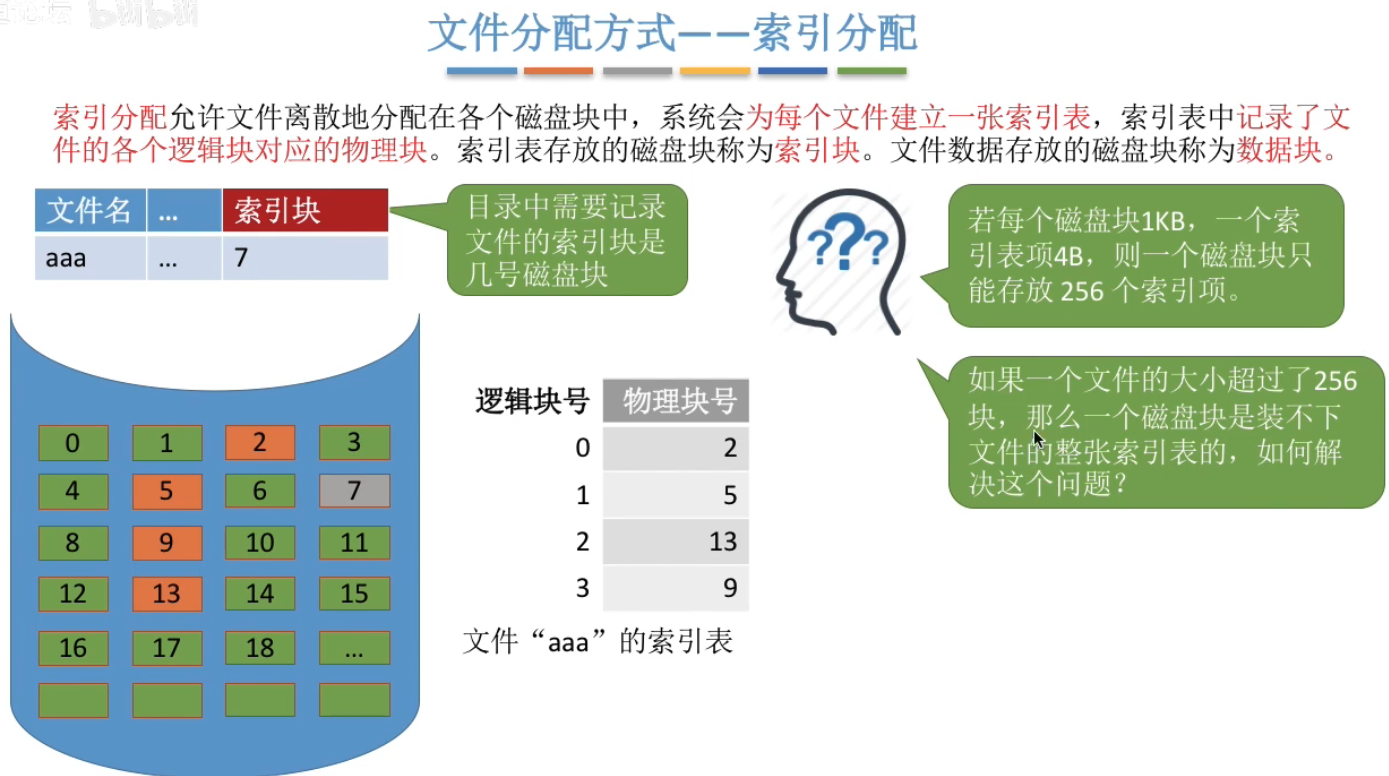 bilibili
文件分配方式——索引分配
索引分配允许文件离散地分配在各个磁盘块中，系统会为每个文件建立一张索引表，索引表中记录了文
件的各个逻辑块对应的物理块。索引表存放的磁盘块称为索引块。文件数据存放的磁盘块称为数据块。
文件名 ... 索引块
aaa ... 7
目录中需要记录
文件的索引块是
几号磁盘块
???
若每个磁盘块1KB，一个索
引表项4B，则一个磁盘块只
能存放 256 个索引项。
如果一个文件的大小超过了256
块，那么一个磁盘块是装不下
文件的整张索引表的，如何解
决这个问题？
0 1 2 3
4 5 6 7
8 9 10 11
12 13 14 15
16 17 18 ...
逻辑块号 物理块号
0 2
1 5
2 13
3 9
文件“aaa”的索引表